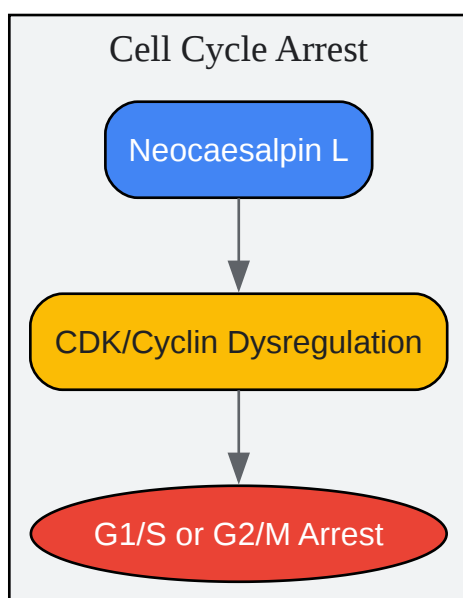 Cell Cycle Arrest
Neocaesalpin L
CDK/Cyclin Dysregulation
G1/S or G2/M Arrest